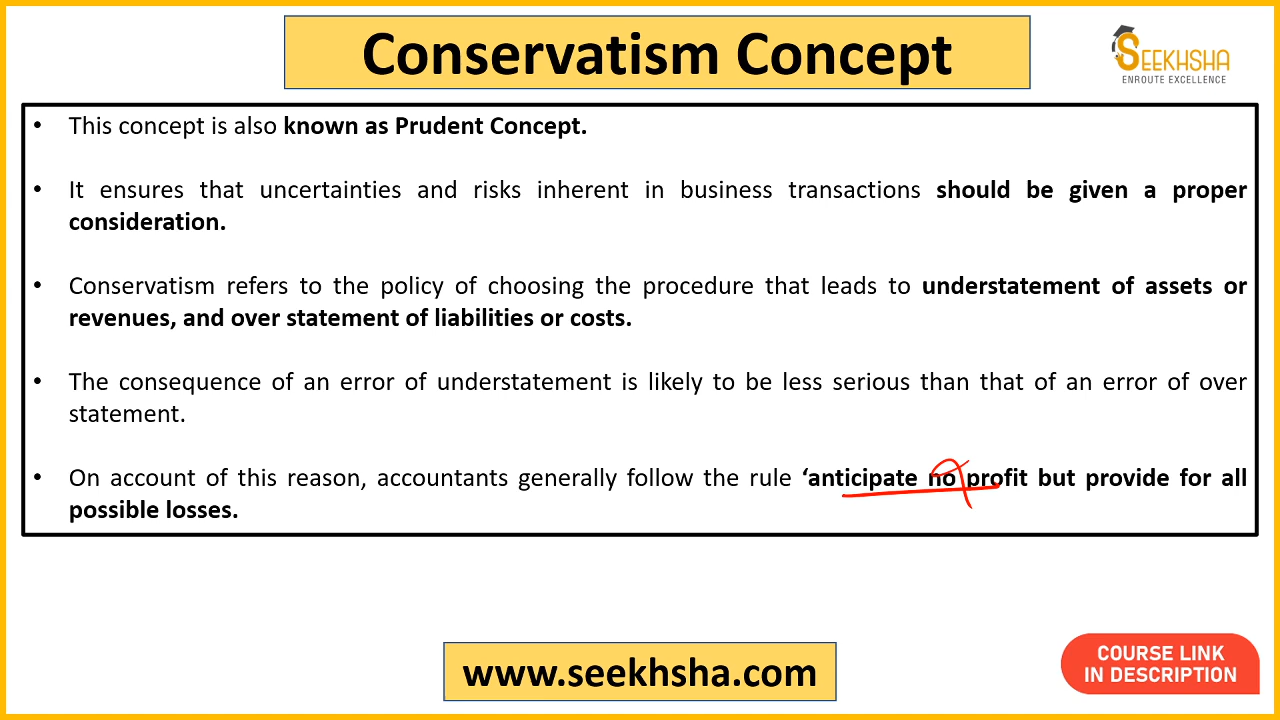 Conservatism Concept
SEEKHSHA
ENROUTE EXCELLENCE
• This concept is also known as Prudent Concept.
• It ensures that uncertainties and risks inherent in business transactions should be given a proper
consideration.
• Conservatism refers to the policy of choosing the procedure that leads to understatement of assets or
revenues, and over statement of liabilities or costs.
• The consequence of an error of understatement is likely to be less serious than that of an error of over
statement.
• On account of this reason, accountants generally follow the rule ‘anticipate no profit but provide for all
possible losses.
www.seekhsha.com
COURSE LINK
IN DESCRIPTION